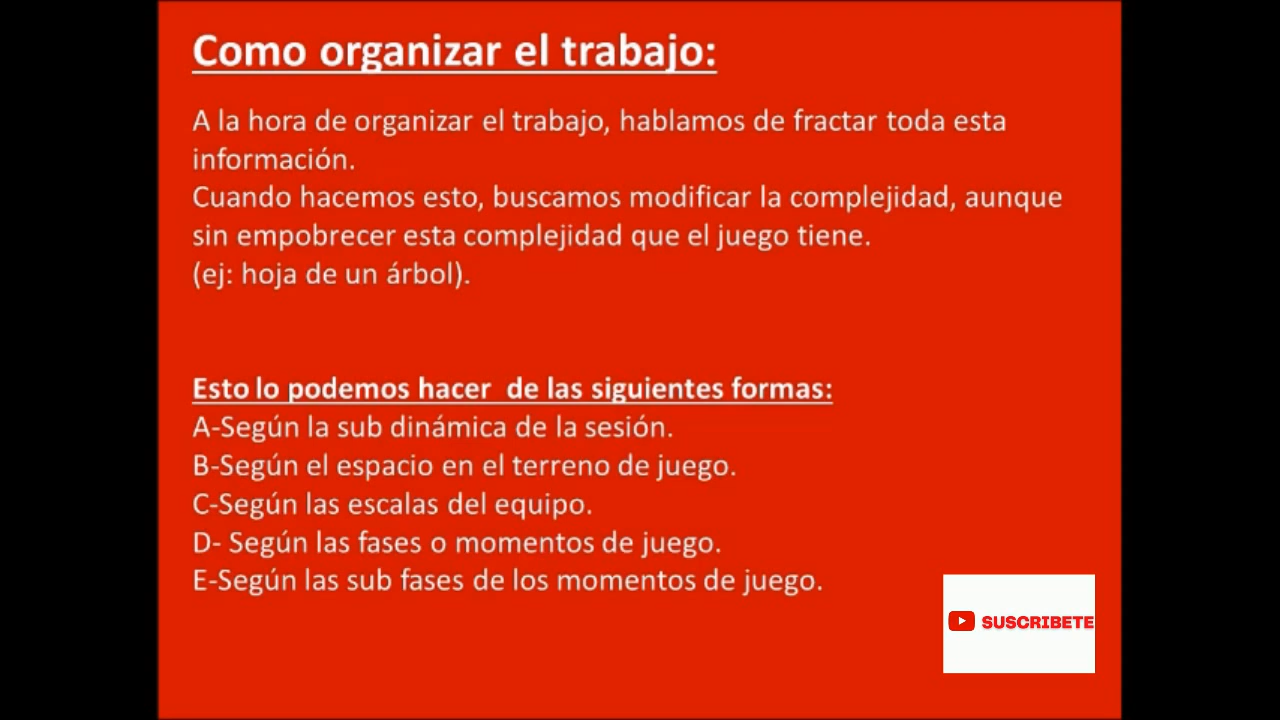 Como organizar el trabajo:
A la hora de organizar el trabajo, hablamos de fractar toda esta
información.
Cuando hacemos esto, buscamos modificar la complejidad, aunque
sin empobrecer esta complejidad que el juego tiene.
(ej: hoja de un árbol).
Esto lo podemos hacer  de las siguientes formas:
A-Según la sub dinámica de la sesión.
B-Según el espacio en el terreno de juego.
C-Según las escalas del equipo.
D- Según las fases o momentos de juego.
E-Según las sub fases de los momentos de juego.
SUSCRIBETE